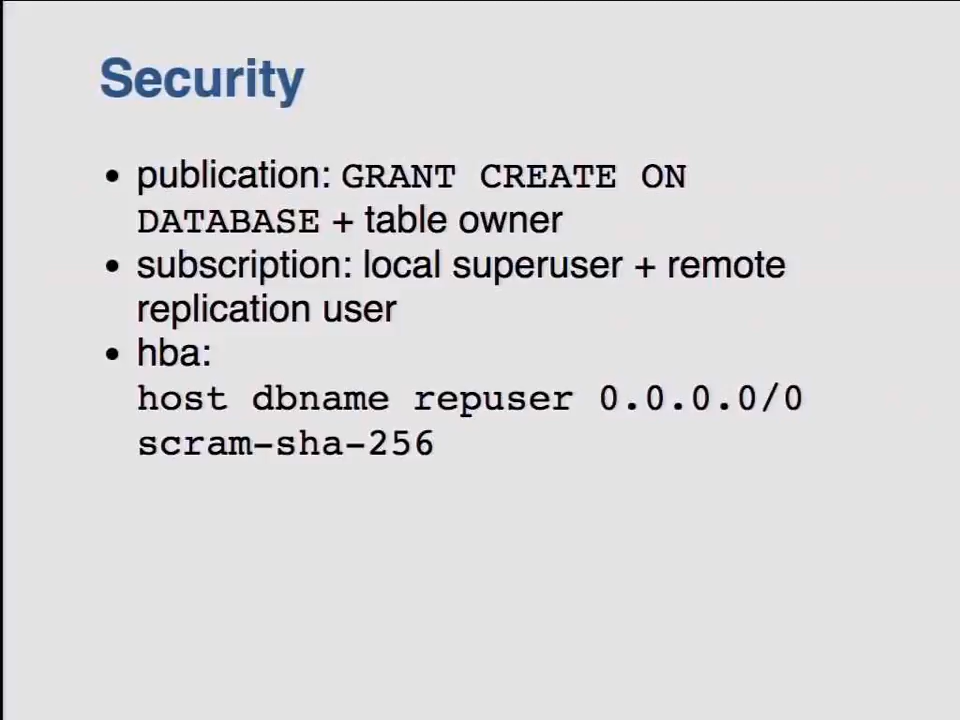 Security
• publication: GRANT CREATE ON
DATABASE + table owner
• subscription: local superuser + remote
replication user
• hba:
host dbname repuser 0.0.0.0/0
scram-sha-256